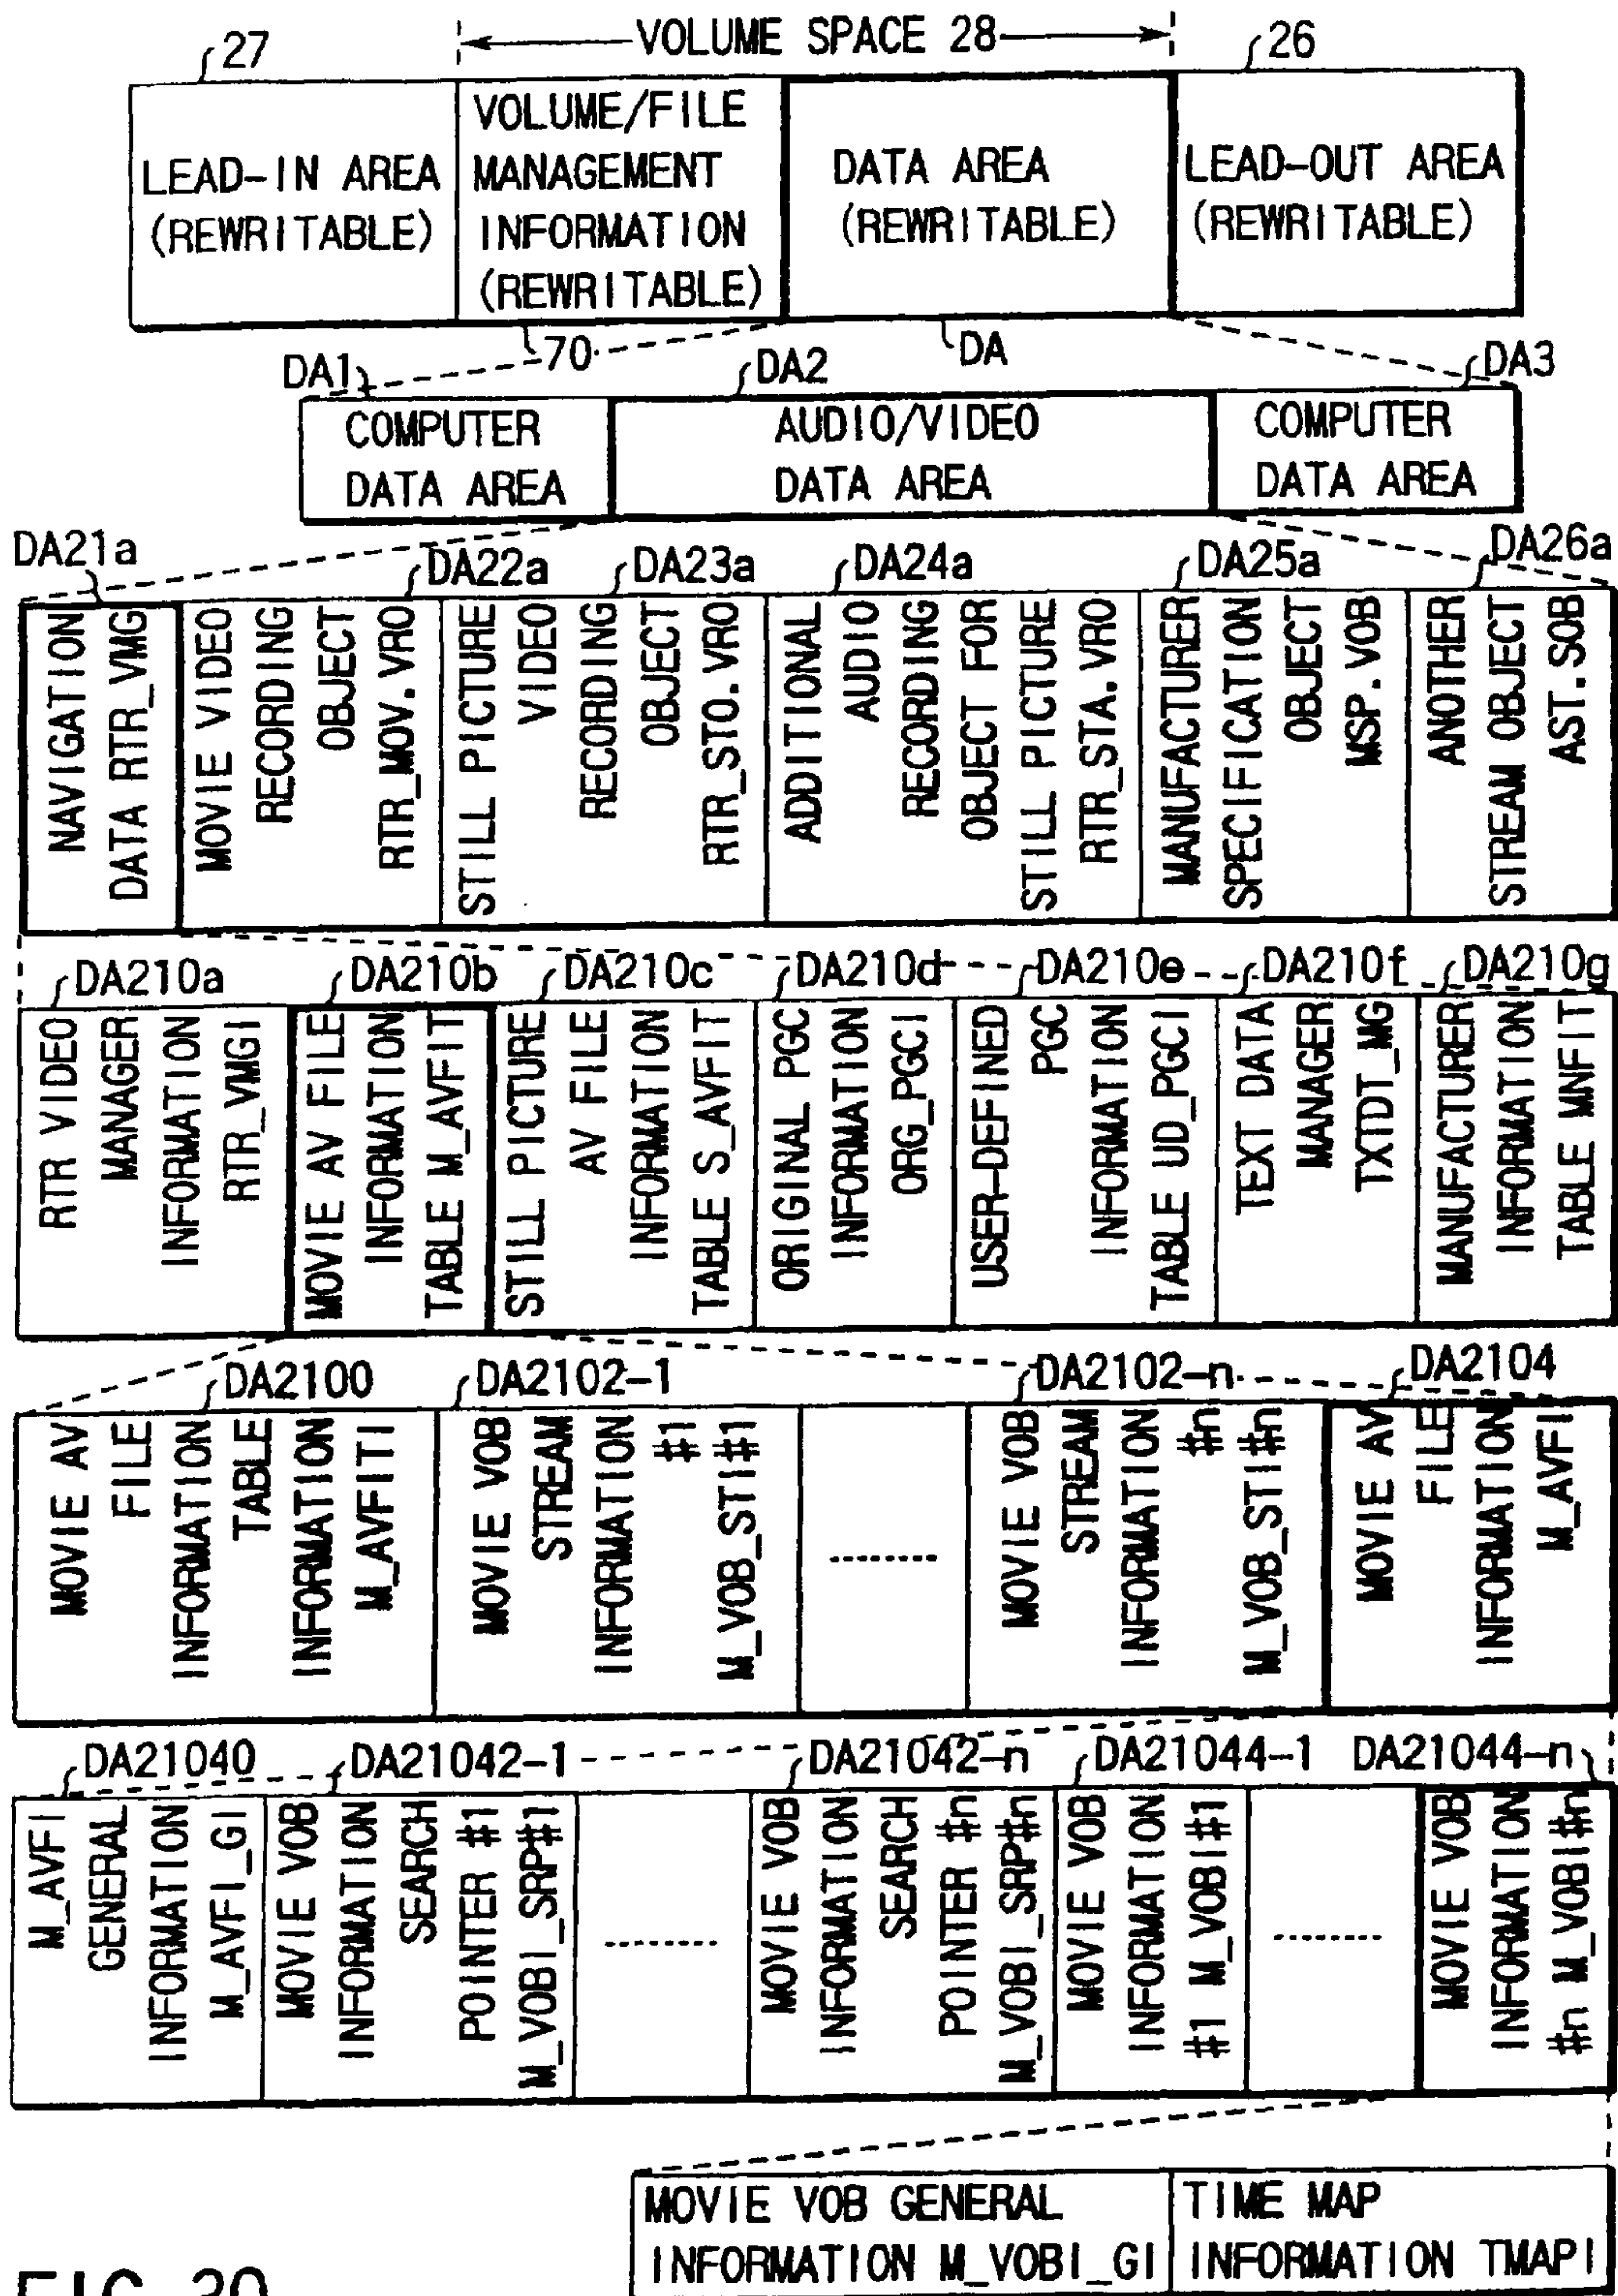 VOLUME SPACE 28
27
26
LEAD-IN AREA
(REWRITABLE)
VOLUME/FILE
MANAGEMENT
INFORMATION
(REWRITABLE)
DATA AREA
(REWRITABLE)
LEAD-OUT AREA
(REWRITABLE)
70
DA
DA1
DA2
DA3
COMPUTER
DATA AREA
AUDIO/VIDEO
DATA AREA
COMPUTER
DATA AREA
DA21a
DA22a
DA23a
DA24a
DA25a
DA26a
NAVIGATION
DATA RTR_VMG
MOVIE VIDEO
RECORDING
OBJECT
RTR_MOV.VRO
STILL PICTURE
VIDEO
RECORDING
OBJECT
RTR_STO.VRO
ADDITIONAL
AUDIO
RECORDING
OBJECT FOR
STILL PICTURE
RTR_STA.VRO
MANUFACTURER
SPECIFICATION
OBJECT
MSP.VOB
ANOTHER
STREAM OBJECT
AST.SOB
DA210a
DA210b
DA210c
DA210d
DA210e
DA210f
DA210g
RTR VIDEO
MANAGER
INFORMATION
RTR_VMGI
MOVIE AV FILE
INFORMATION
TABLE M_AVFIT
STILL PICTURE
AV FILE
INFORMATION
TABLE S_AVFIT
ORIGINAL PGC
INFORMATION
ORG_PGCI
USER-DEFINED
PGC
INFORMATION
TABLE UD_PGCI
TEXT DATA
MANAGER
TXTDT_MG
MANUFACTURER
INFORMATION
TABLE MNFIT
DA2100
DA2102-1
DA2102-n
DA2104
MOVIE AV
FILE
INFORMATION
TABLE
INFORMATION
M_AVFITI
MOVIE VOB
STREAM
INFORMATION
#1
M_VOB_STI#1
---------
MOVIE VOB
STREAM
INFORMATION
#n
M_VOB_STI#n
MOVIE AV
FILE
INFORMATION
M_AVFI
DA21040
DA21042-1
DA21042-n
DA21044-1
DA21044-n
M_AVFI
GENERAL
INFORMATION
M_AVFI_GI
MOVIE VOB
INFORMATION
SEARCH
POINTER #1
M_VOBI_SRP#1
---------
MOVIE VOB
INFORMATION
SEARCH
POINTER #n
M_VOBI_SRP#n
MOVIE VOB
INFORMATION
#1 M_VOBI#1
---------
MOVIE VOB
INFORMATION
#n M_VOBI#n
MOVIE VOB GENERAL
INFORMATION M_VOBI_GI
TIME MAP
INFORMATION TMAPI